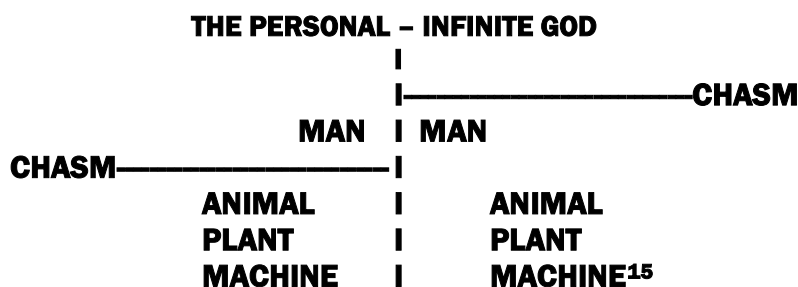 THE PERSONAL – INFINITE GOD
CHASM
MAN MAN
CHASM
ANIMAL ANIMAL
PLANT PLANT
MACHINE MACHINE15